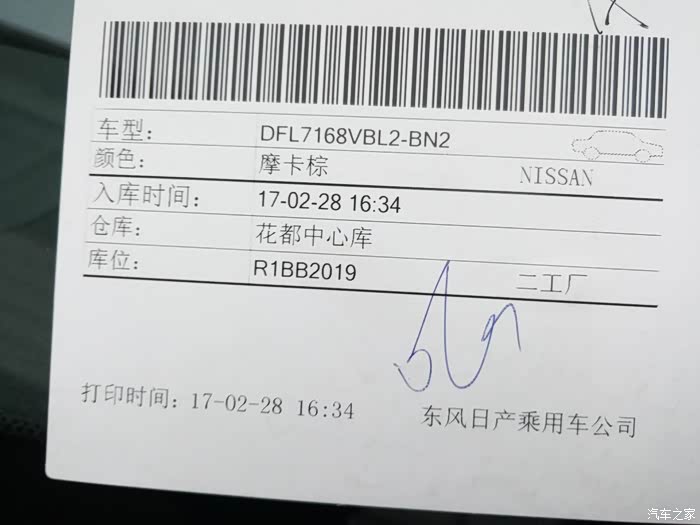 车型: DFL7168VBL2-BN2
颜色: 摩卡棕 NISSAN
入库时间: 17-02-28 16:34
仓库: 花都中心库
库位: R1BB2019 二工厂
打印时间: 17-02-28 16:34 东风日产乘用车公司
汽车之家